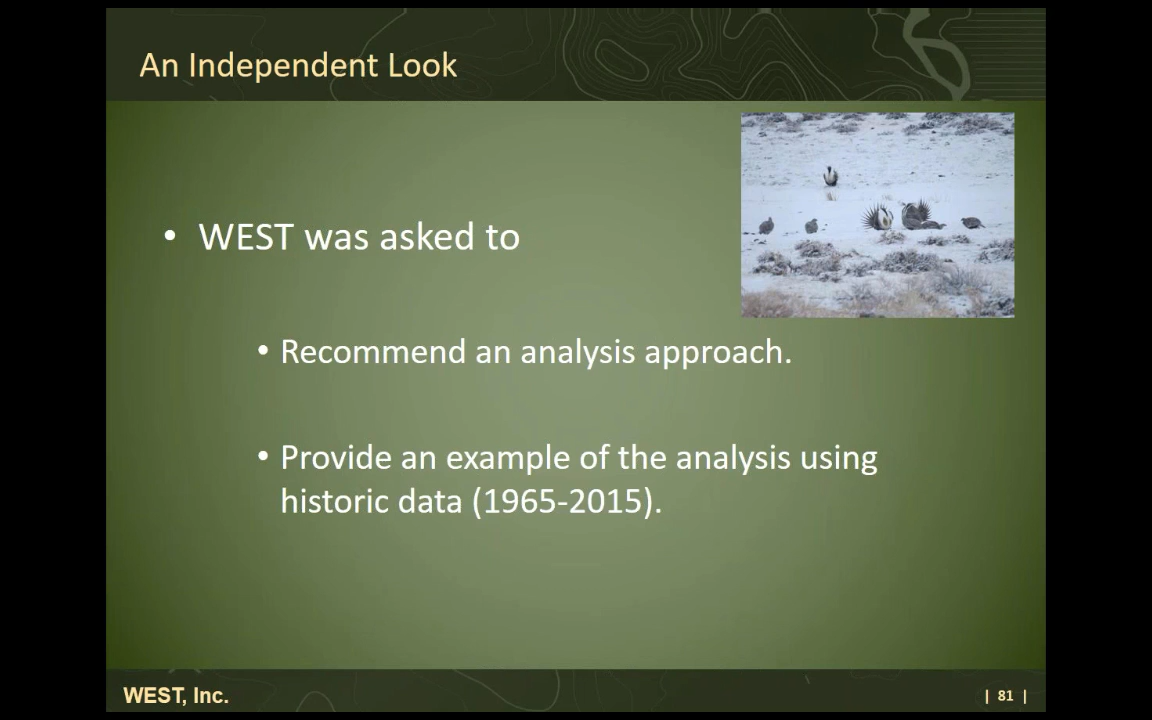 An Independent Look
• WEST was asked to
• Recommend an analysis approach.
• Provide an example of the analysis using
historic data (1965-2015).
WEST, Inc.
| 81 |